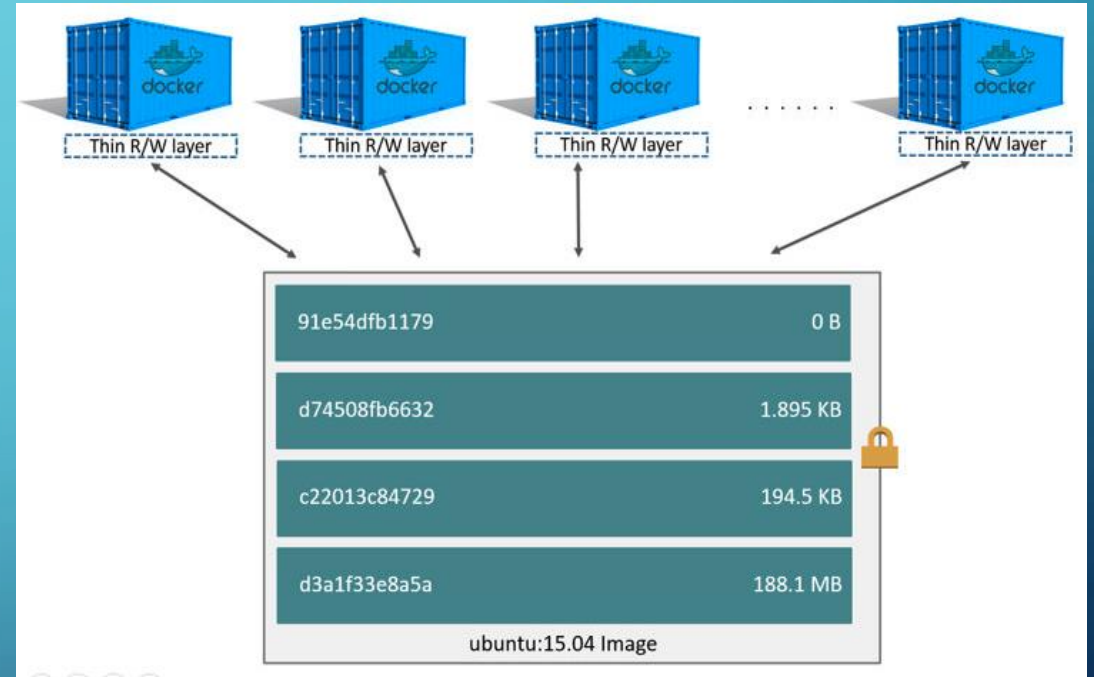 docker
docker
docker
docker
. . . . . .
Thin R/W layer
Thin R/W layer
Thin R/W layer
Thin R/W layer
91e54dfb1179 0 B
d74508fb6632 1.895 KB
c22013c84729 194.5 KB
d3a1f33e8a5a 188.1 MB
ubuntu:15.04 Image